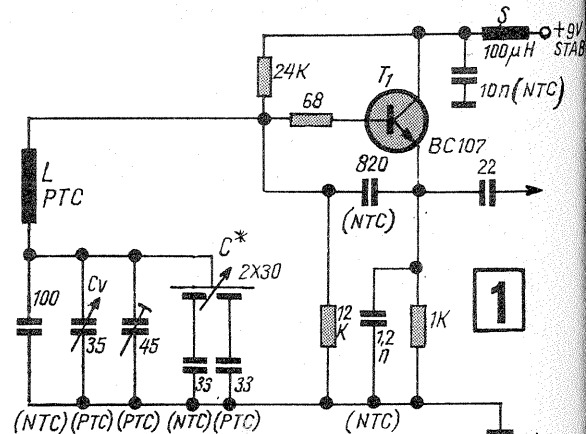 S
+9V
STAB
100µH
24K
T1
10n (NTC)
68
BC107
L
PTC
820
(NTC)
22
C*
2X30
100
Cv
35
45
33
33
12
K
1,2
n
1K
1
(NTC) (PTC) (PTC) (NTC) (PTC)
(NTC)